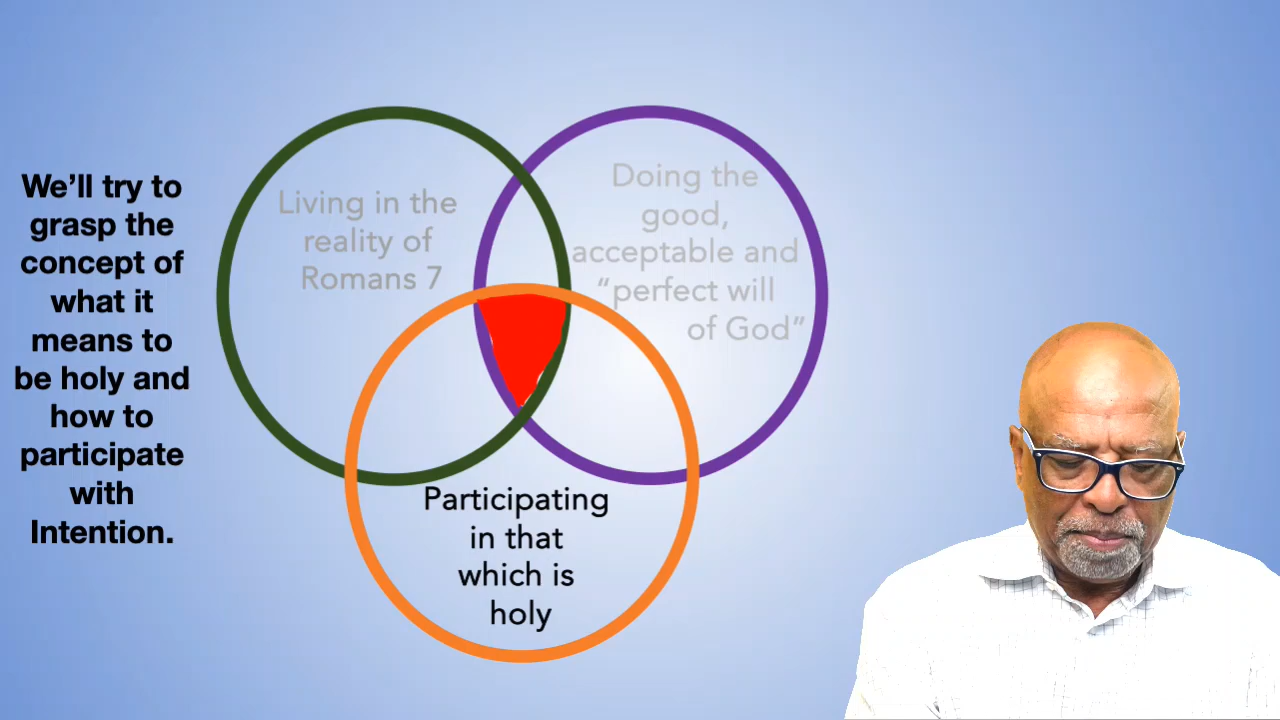 We’ll try to
grasp the
concept of
what it
means to
be holy and
how to
participate
with
Intention.
Living in the
reality of
Romans 7
Doing the
good,
acceptable and
“perfect will
of God”
Participating
in that
which is
holy